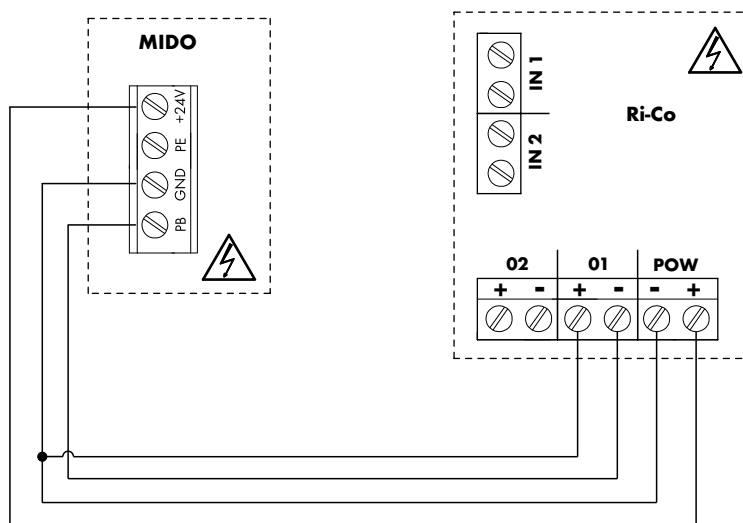 MIDO
+24V
PE
GND
PB
IN 1
IN 2
Ri-Co
02 01 POW
+ - + - - +